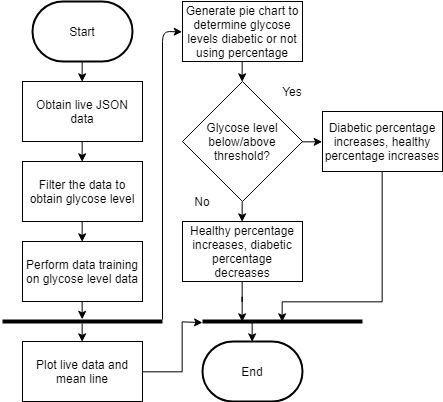 Start
Obtain live JSON
data
Filter the data to
obtain glycose level
Perform data training
on glycose level data
Plot live data and
mean line
Generate pie chart to
determine glycose
levels diabetic or not
using percentage
Glycose level
below/above
threshold?
Yes
Diabetic percentage
increases, healthy
percentage increases
No
Healthy percentage
increases, diabetic
percentage
decreases
End